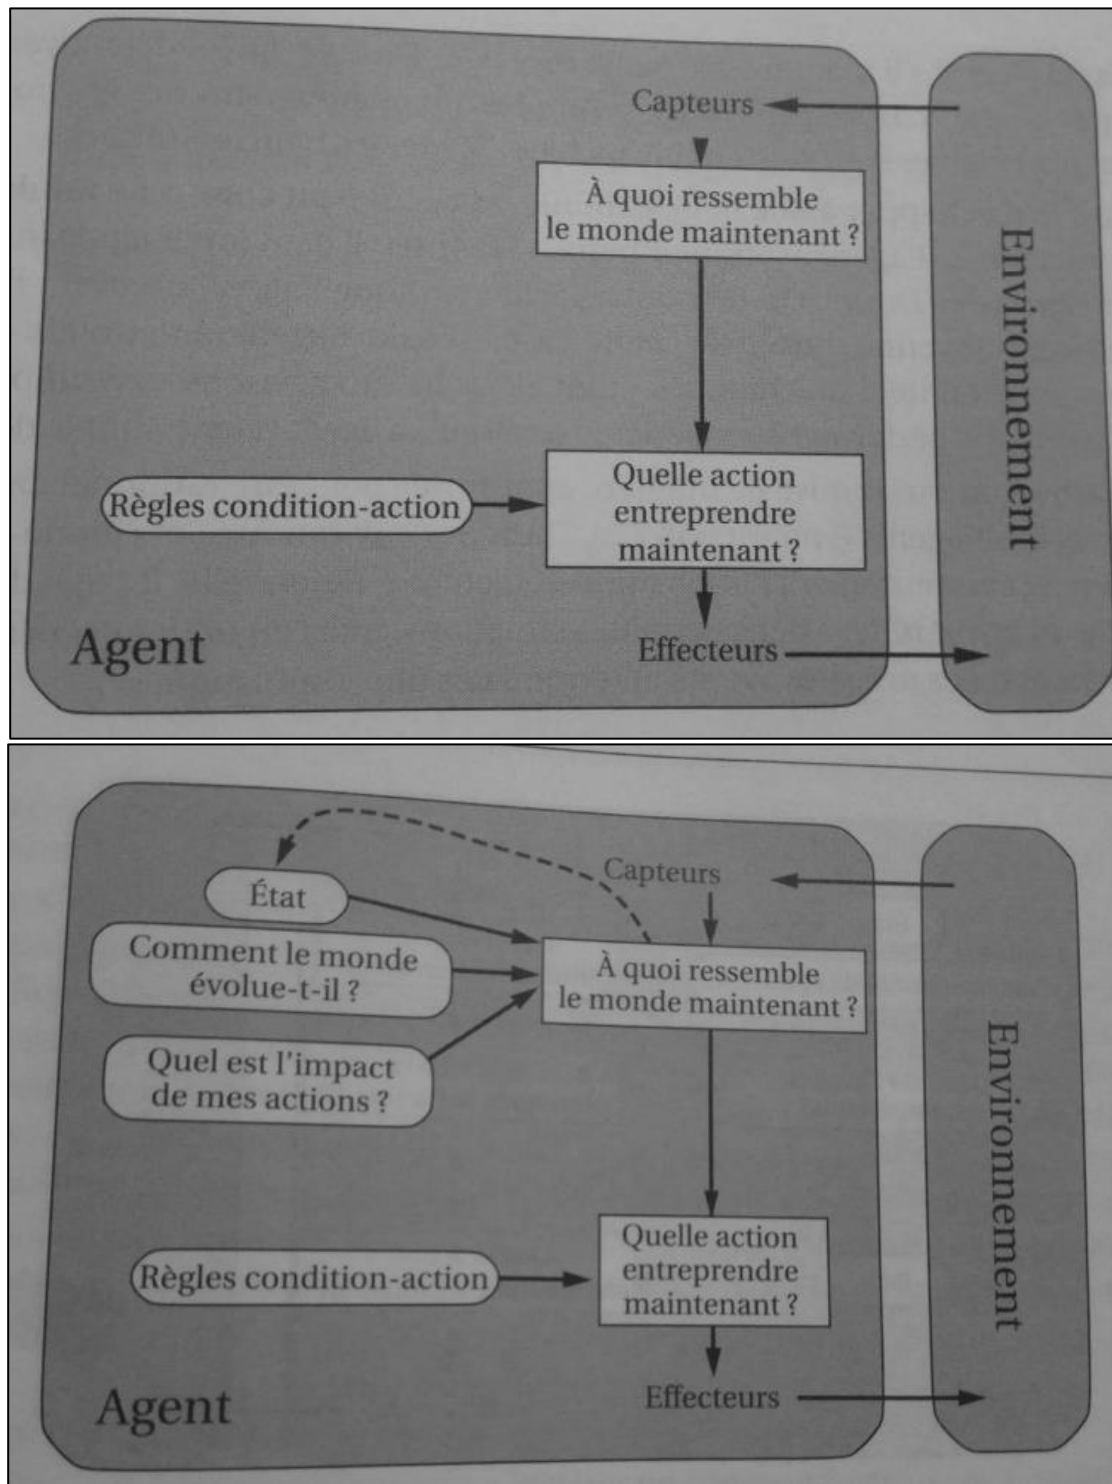 Capteurs
À quoi ressemble
le monde maintenant ?
Règles condition-action
Quelle action
entreprendre
maintenant ?
Effecteurs
Agent
Environnement
État
Capteurs
Comment le monde
évolue-t-il ?
À quoi ressemble
le monde maintenant ?
Quel est l'impact
de mes actions ?
Règles condition-action
Quelle action
entreprendre
maintenant ?
Effecteurs
Agent
Environnement